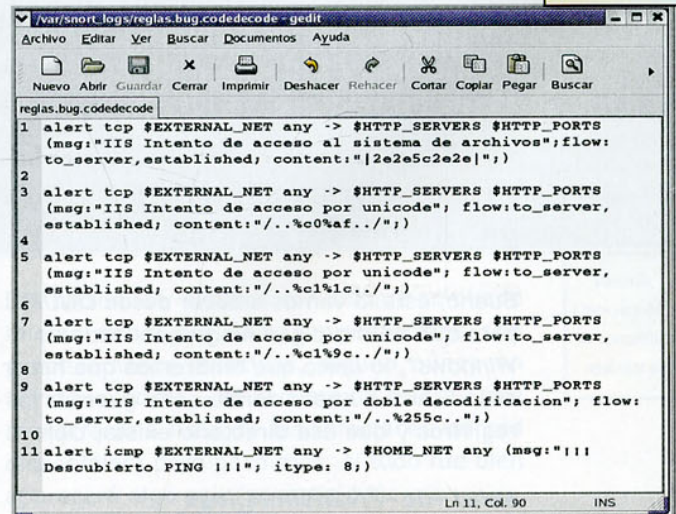 /var/snort_logs/reglas.bug.codedecode - gedit
Archivo Editar Ver Buscar Documentos Ayuda
Nuevo Abrir Guardar Cerrar Imprimir Deshacer Rehacer Cortar Copiar Pegar Buscar
reglas.bug.codedecode
1 alert tcp $EXTERNAL_NET any -> $HTTP_SERVERS $HTTP_PORTS
(msg:"IIS Intento de acceso al sistema de archivos";flow:
to_server,established; content:"|2e2e5c2e2e|";)
2
3 alert tcp $EXTERNAL_NET any -> $HTTP_SERVERS $HTTP_PORTS
(msg:"IIS Intento de acceso por unicode"; flow:to_server,
established; content:"/..%c0%af../";)
4
5 alert tcp $EXTERNAL_NET any -> $HTTP_SERVERS $HTTP_PORTS
(msg:"IIS Intento de acceso por unicode"; flow:to_server,
established; content:"/..%c1%1c../";)
6
7 alert tcp $EXTERNAL_NET any -> $HTTP_SERVERS $HTTP_PORTS
(msg:"IIS Intento de acceso por unicode"; flow:to_server,
established; content:"/..%c1%9c../";)
8
9 alert tcp $EXTERNAL_NET any -> $HTTP_SERVERS $HTTP_PORTS
(msg:"IIS Intento de acceso por doble decodificacion"; flow:
to_server,established; content:"/..%255c..";)
10
11 alert icmp $EXTERNAL_NET any -> $HOME_NET any (msg:"¡¡¡
Descubierto PING !!!"; itype: 8;)
Ln 11, Col. 90 INS